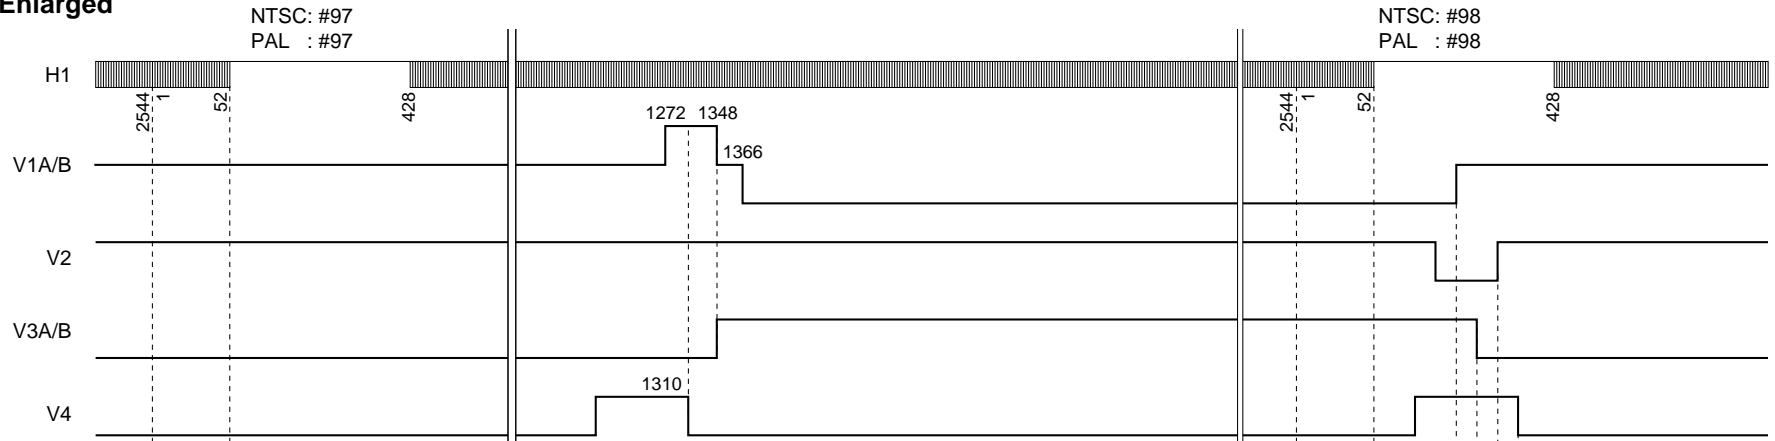 Enlarged
NTSC: #97
PAL : #97
NTSC: #98
PAL : #98
H1
2544
1
52
428
2544
1
52
428
1272 1348
1366
V1A/B
V2
V3A/B
1310
V4